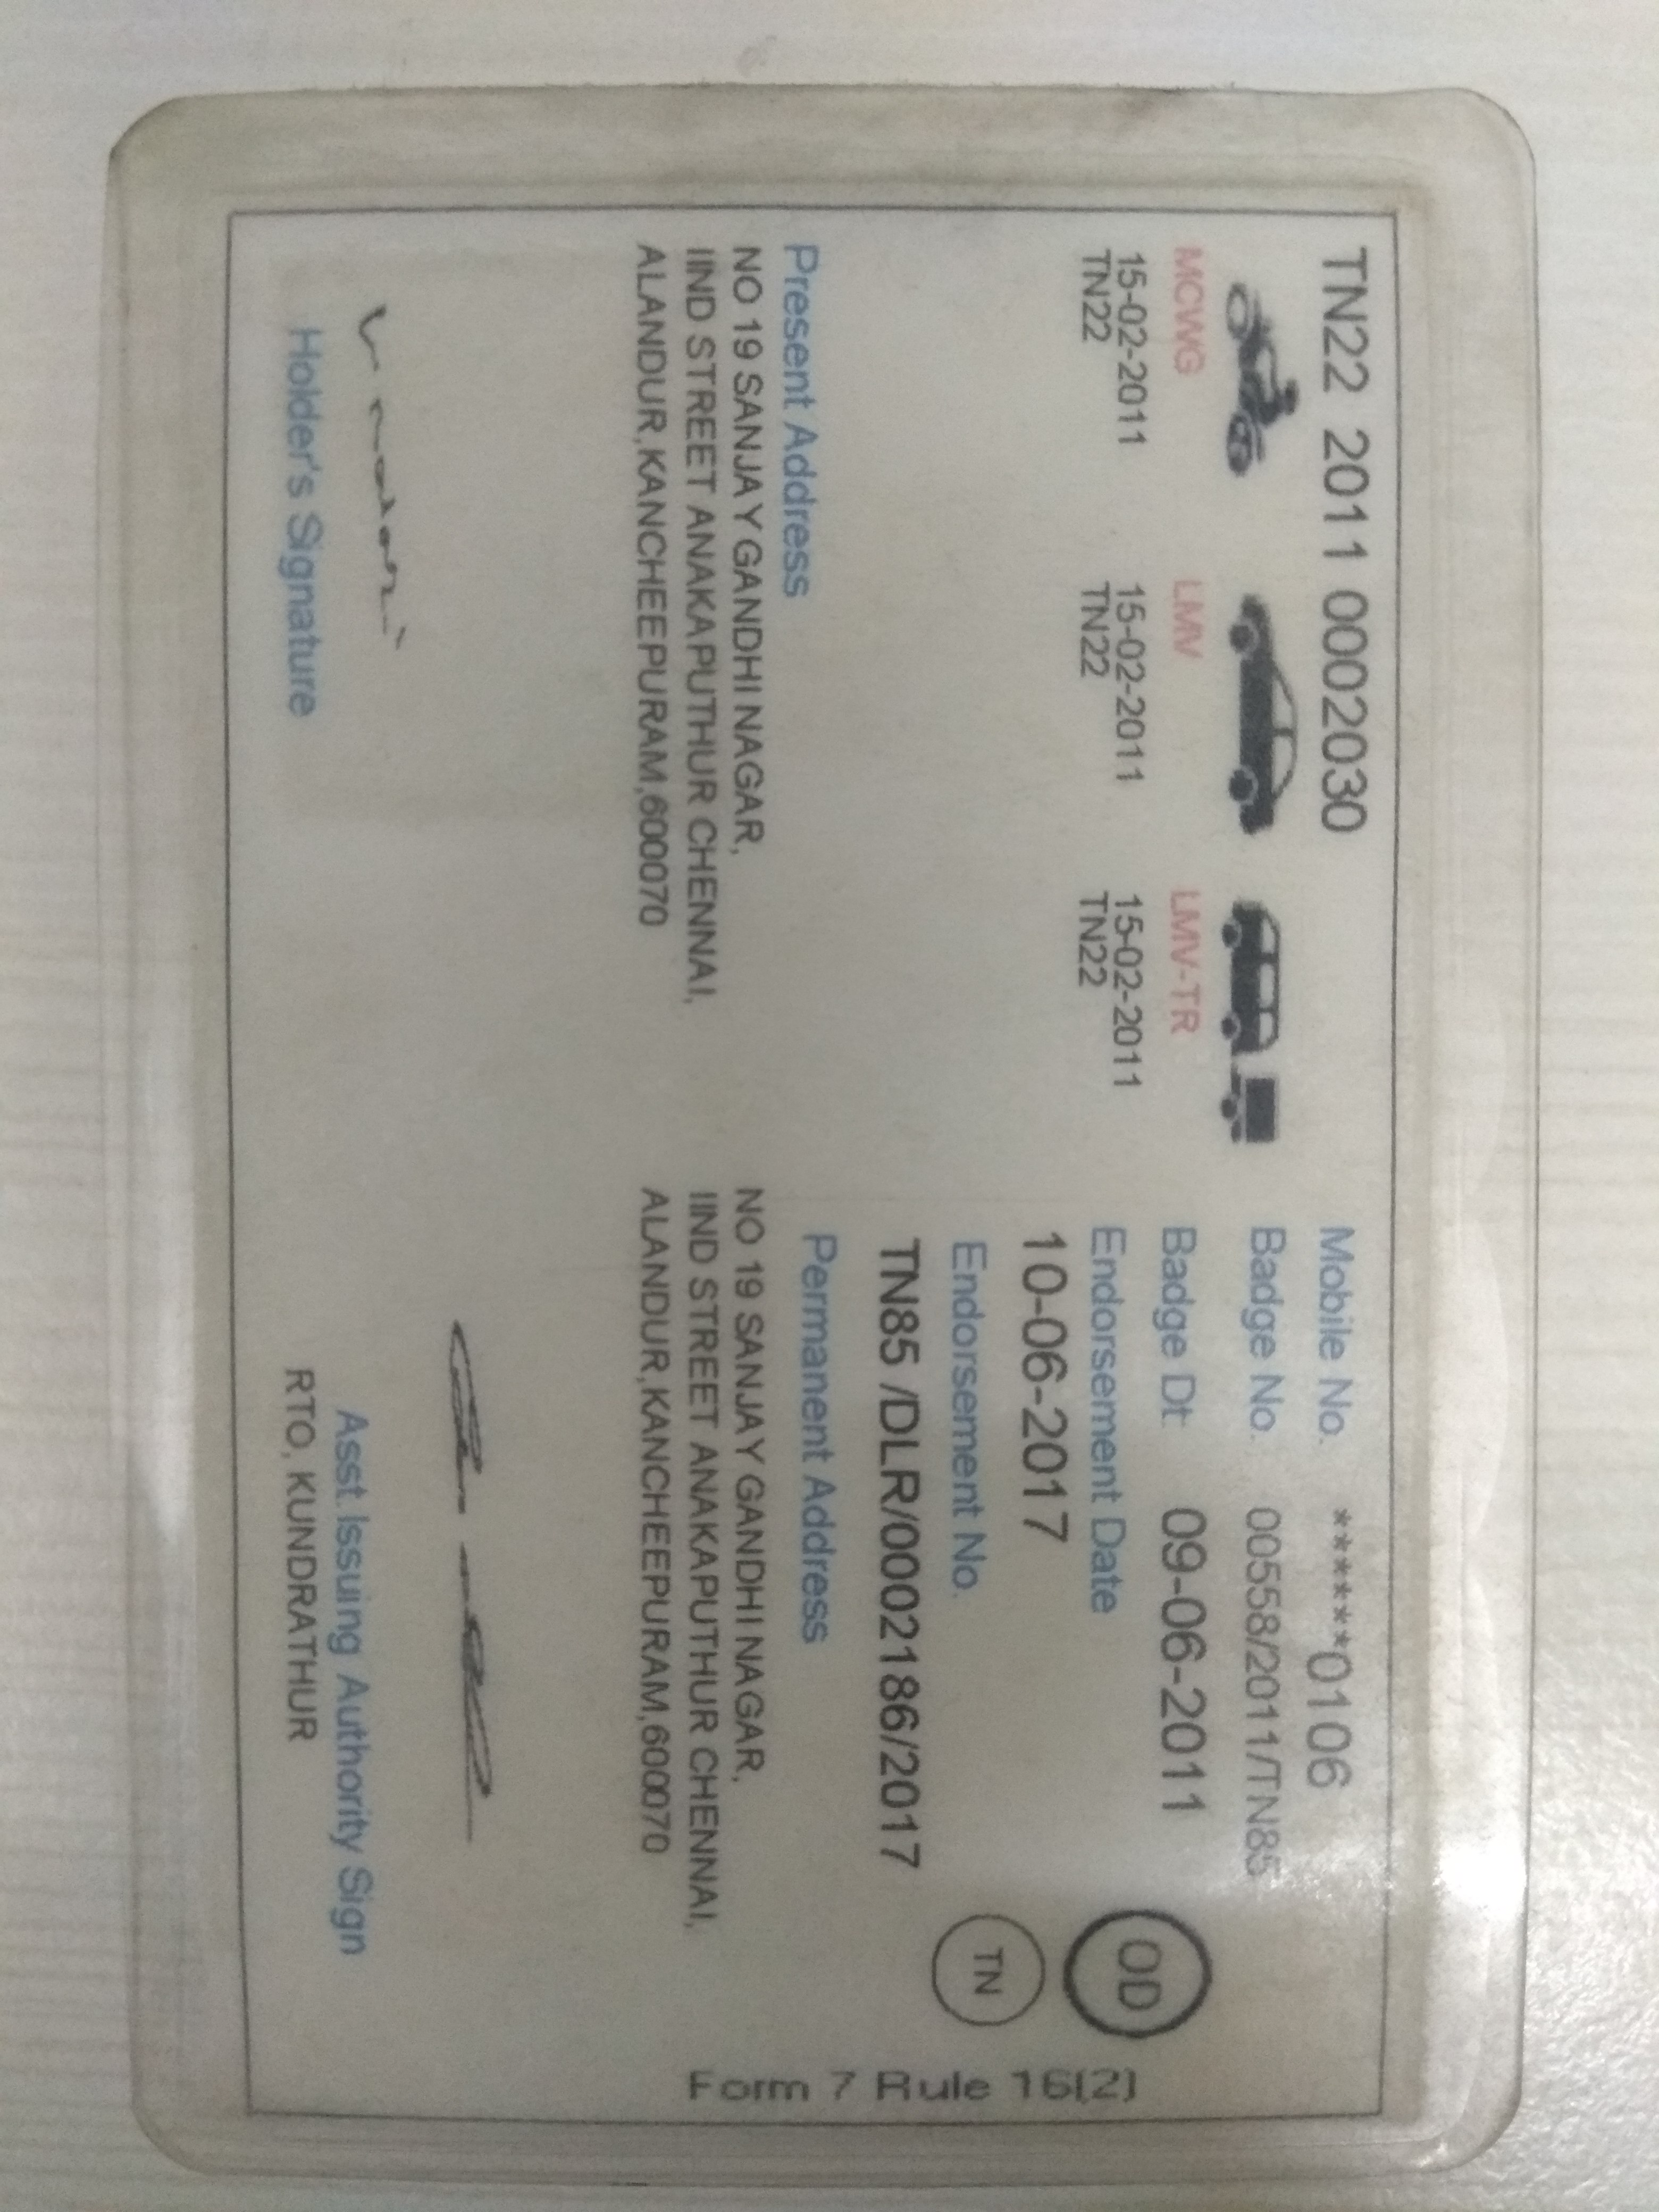 TN22 2011 0002030
MCWG
15-02-2011
TN22
LMV
15-02-2011
TN22
LMV-TR
15-02-2011
TN22
Mobile No. ******0106
Badge No. 00558/2011/TN85
Badge Dt 09-06-2011
Endorsement Date
10-06-2017
Endorsement No.
TN85 /DLR/0002186/2017
OD
TN
Form 7 Rule 16(2)
Present Address
NO 19 SANJAY GANDHI NAGAR,
IIND STREET ANAKAPUTHUR CHENNAI,
ALANDUR,KANCHEEPURAM,600070
Permanent Address
NO 19 SANJAY GANDHI NAGAR,
IIND STREET ANAKAPUTHUR CHENNAI,
ALANDUR,KANCHEEPURAM,600070
Holder's Signature
Asst. Issuing Authority Sign
RTO, KUNDRATHUR